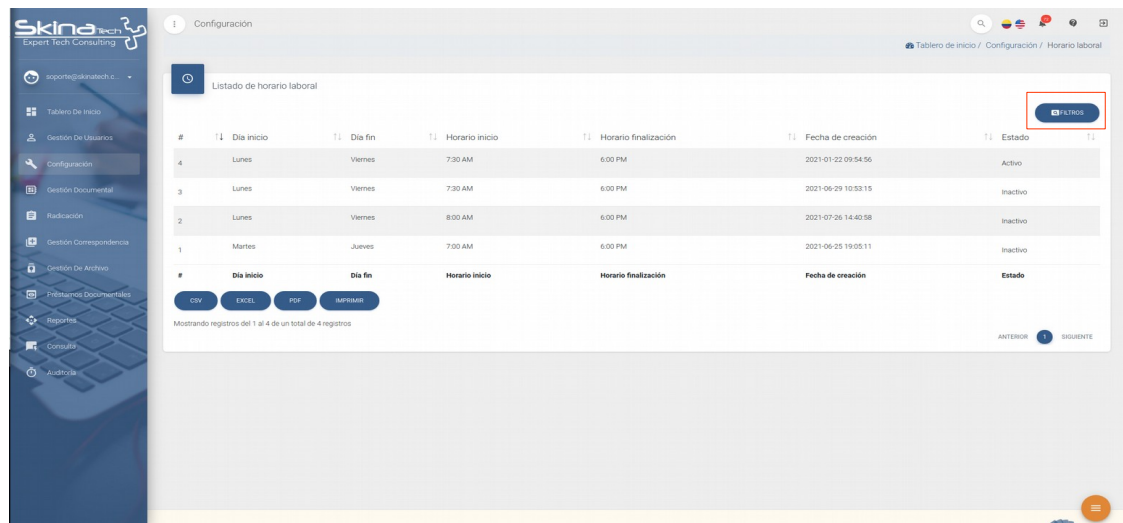 Skina Tech
Expert Tech Consulting
Configuración
Tablero de inicio / Configuración / Horario laboral
soporte@skinatech.c...
Tablero De Inicio
Gestión De Usuarios
Configuración
Gestión Documental
Radicación
Gestión Correspondencia
Gestión De Archivo
Préstamos Documentales
Reportes
Consulta
Auditoría
Listado de horario laboral
FILTROS
# Día inicio Día fin Horario inicio Horario finalización Fecha de creación Estado
4 Lunes Viernes 7:30 AM 6:00 PM 2021-01-22 09:54:56 Activo
3 Lunes Viernes 7:30 AM 6:00 PM 2021-06-29 10:53:15 Inactivo
2 Lunes Viernes 8:00 AM 6:00 PM 2021-07-26 14:40:58 Inactivo
1 Martes Jueves 7:00 AM 6:00 PM 2021-06-25 19:05:11 Inactivo
# Día inicio Día fin Horario inicio Horario finalización Fecha de creación Estado
CSV EXCEL PDF IMPRIMIR
Mostrando registros del 1 al 4 de un total de 4 registros
ANTERIOR 1 SIGUIENTE